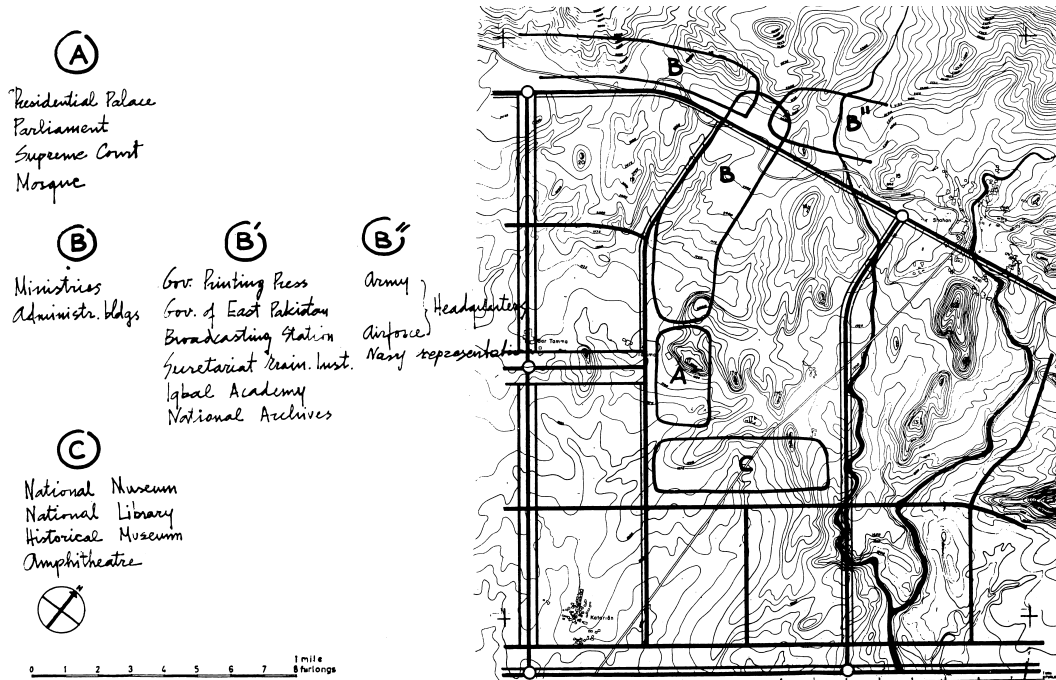 A
Presidential Palace
Parliament
Supreme Court
Mosque
B
Ministries
Administr. bldgs
B'
Gov. Printing Press
Gov. of East Pakistan
Broadcasting Station
Secretariat Train. Inst.
Iqbal Academy
National Archives
B"
Army
Airforce
Headquarters
Navy representation
C
National Museum
National Library
Historical Museum
Amphitheatre
N
0 1 2 3 4 5 6 7
1 mile
8 furlongs
B'
B"
B
A
C
Shahan
Katarián